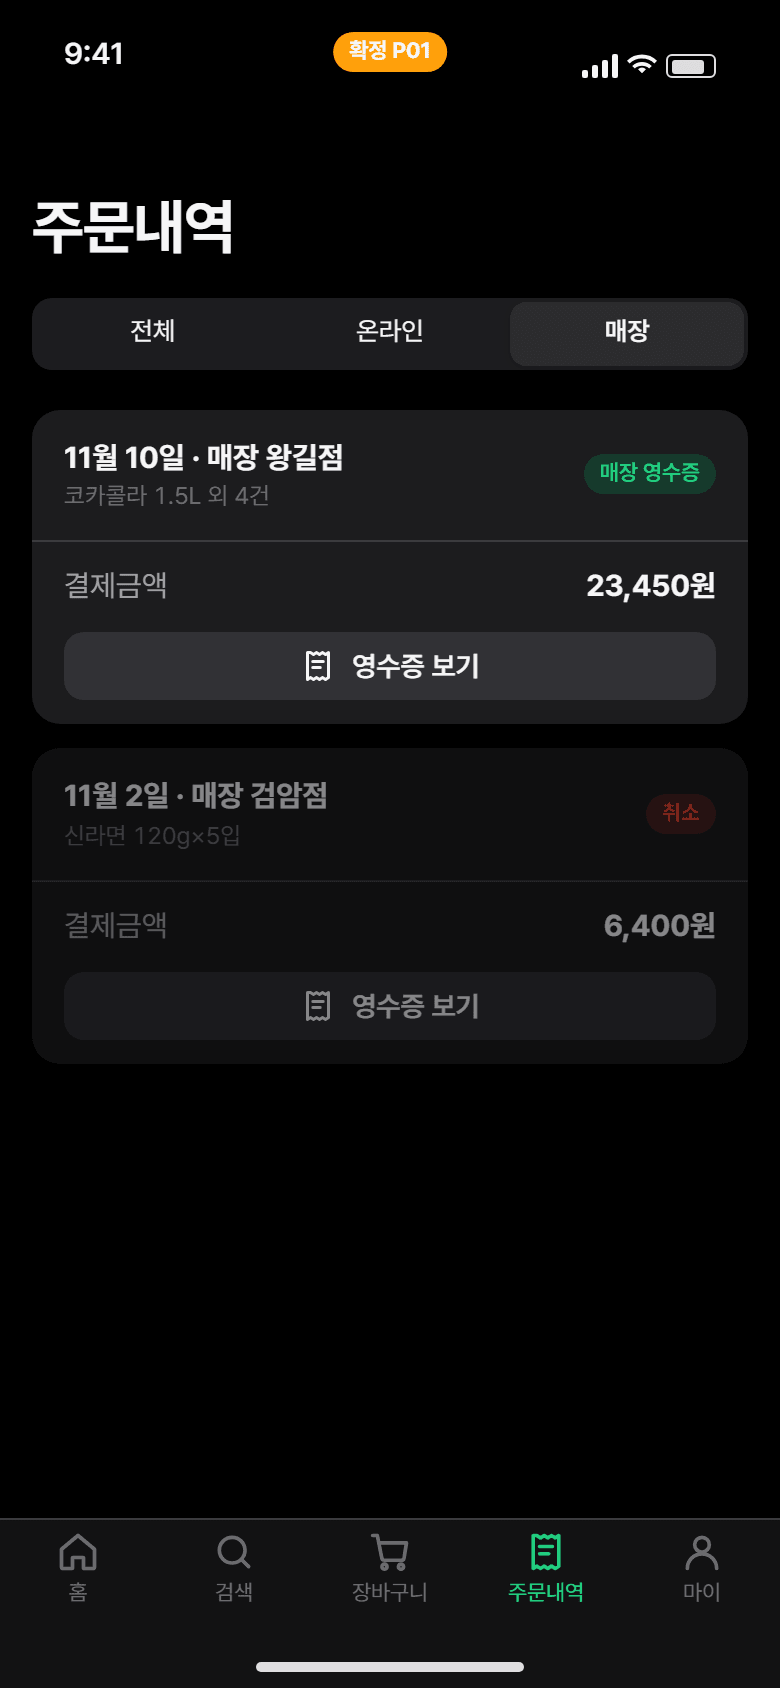 9:41
확정 P01
주문내역
전체 온라인 매장
11월 10일 · 매장 왕길점
코카콜라 1.5L 외 4건
매장 영수증
결제금액 23,450원
영수증 보기
11월 2일 · 매장 검암점
신라면 120g×5입
취소
결제금액 6,400원
영수증 보기
홈 검색 장바구니 주문내역 마이